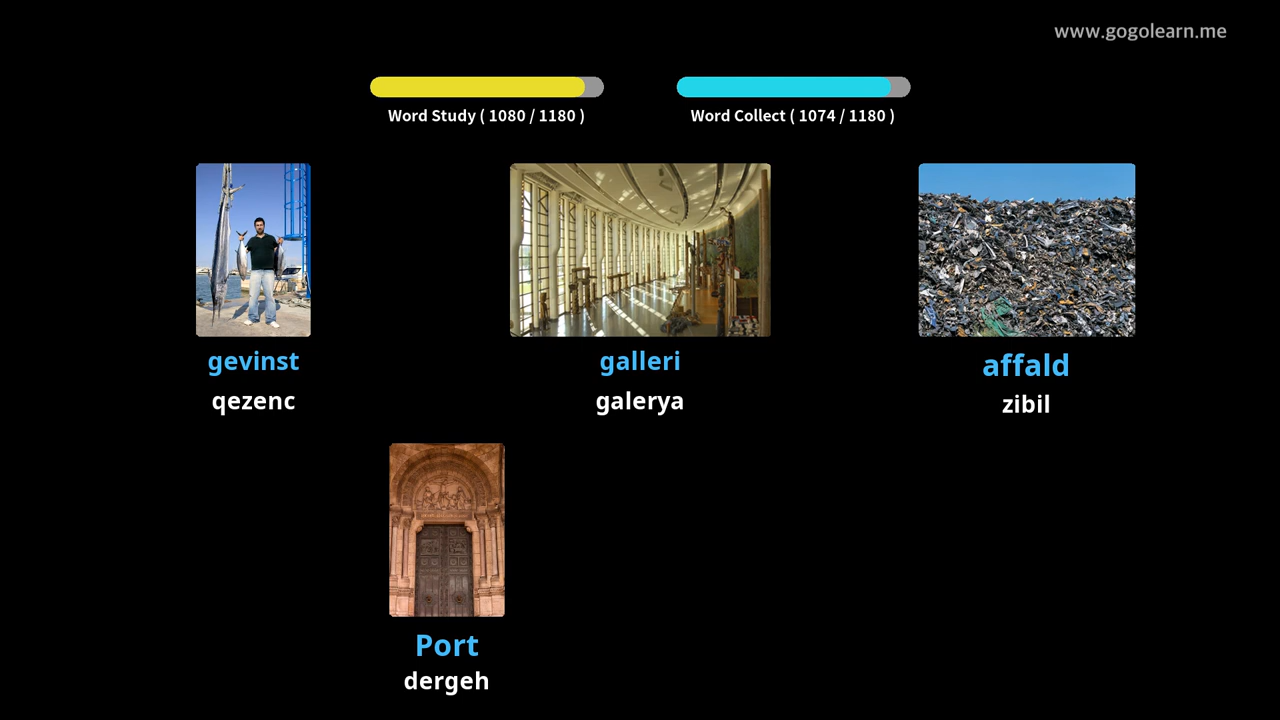 www.gogolearn.me
Word Study ( 1080 / 1180 )
Word Collect ( 1074 / 1180 )
gevinst
qezenc
galleri
galerya
affald
zibil
Port
dergeh